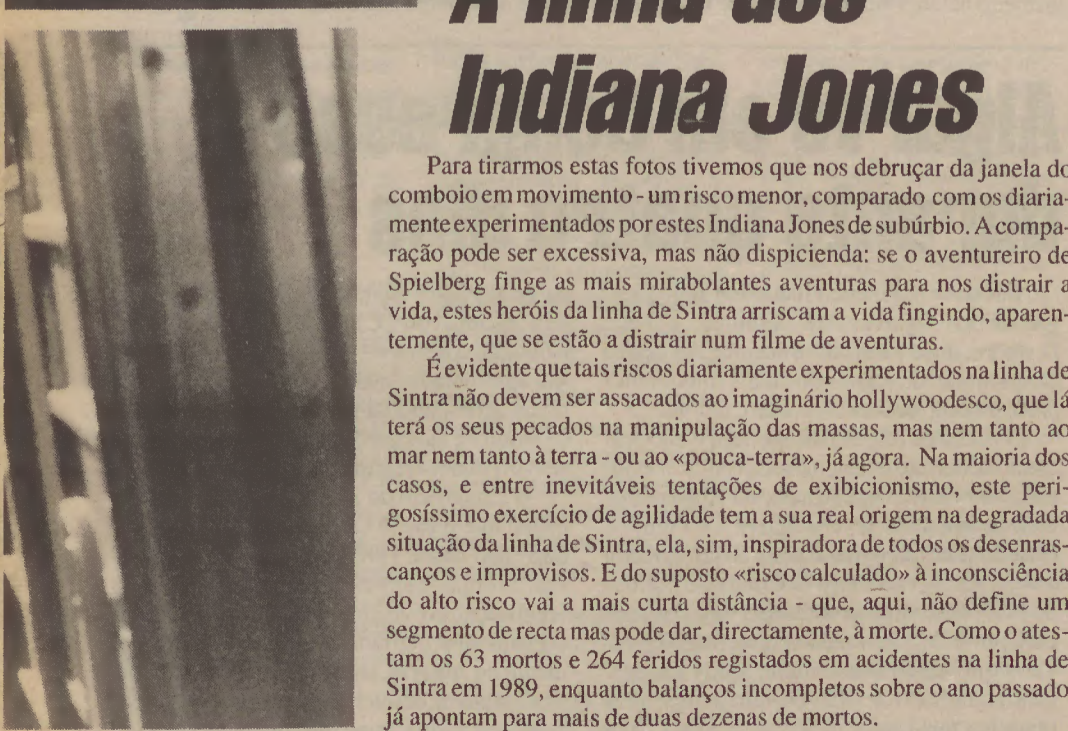 A linha dos
Indiana Jones
Para tirarmos estas fotos tivemos que nos debruçar da janela do
comboio em movimento - um risco menor, comparado com os diaria-
mente experimentados por estes Indiana Jones de subúrbio. A compa-
ração pode ser excessiva, mas não dispicienda: se o aventureiro de
Spielberg finge as mais mirabolantes aventuras para nos distrair a
vida, estes heróis da linha de Sintra arriscam a vida fingindo, aparen-
temente, que se estão a distrair num filme de aventuras.
É evidente que tais riscos diariamente experimentados na linha de
Sintra não devem ser assacados ao imaginário hollywoodesco, que lá
terá os seus pecados na manipulação das massas, mas nem tanto ao
mar nem tanto à terra - ou ao «pouca-terra», já agora. Na maioria dos
casos, e entre inevitáveis tentações de exibicionismo, este peri-
gosíssimo exercício de agilidade tem a sua real origem na degradada
situação da linha de Sintra, ela, sim, inspiradora de todos os desenras-
canços e improvisos. E do suposto «risco calculado» à inconsciência
do alto risco vai a mais curta distância - que, aqui, não define um
segmento de recta mas pode dar, directamente, à morte. Como o ates-
tam os 63 mortos e 264 feridos registados em acidentes na linha de
Sintra em 1989, enquanto balanços incompletos sobre o ano passado
já apontam para mais de duas dezenas de mortos.